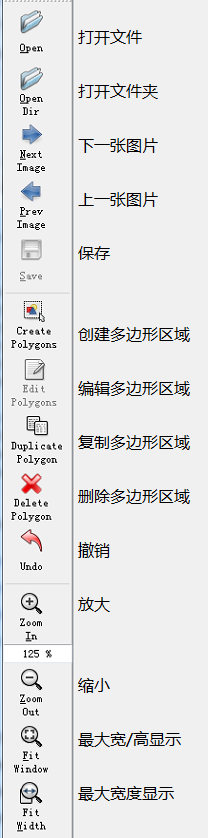 Open
打开文件
Open
Dir
打开文件夹
Next
Image
下一张图片
Prev
Image
上一张图片
Save
保存
Create
Polygons
创建多边形区域
Edit
Polygons
编辑多边形区域
Duplicate
Polygon
复制多边形区域
Delete
Polygon
删除多边形区域
Undo
撤销
Zoom
In
放大
125 %
Zoom
Out
缩小
Fit
Window
最大宽/高显示
Fit
Width
最大宽度显示